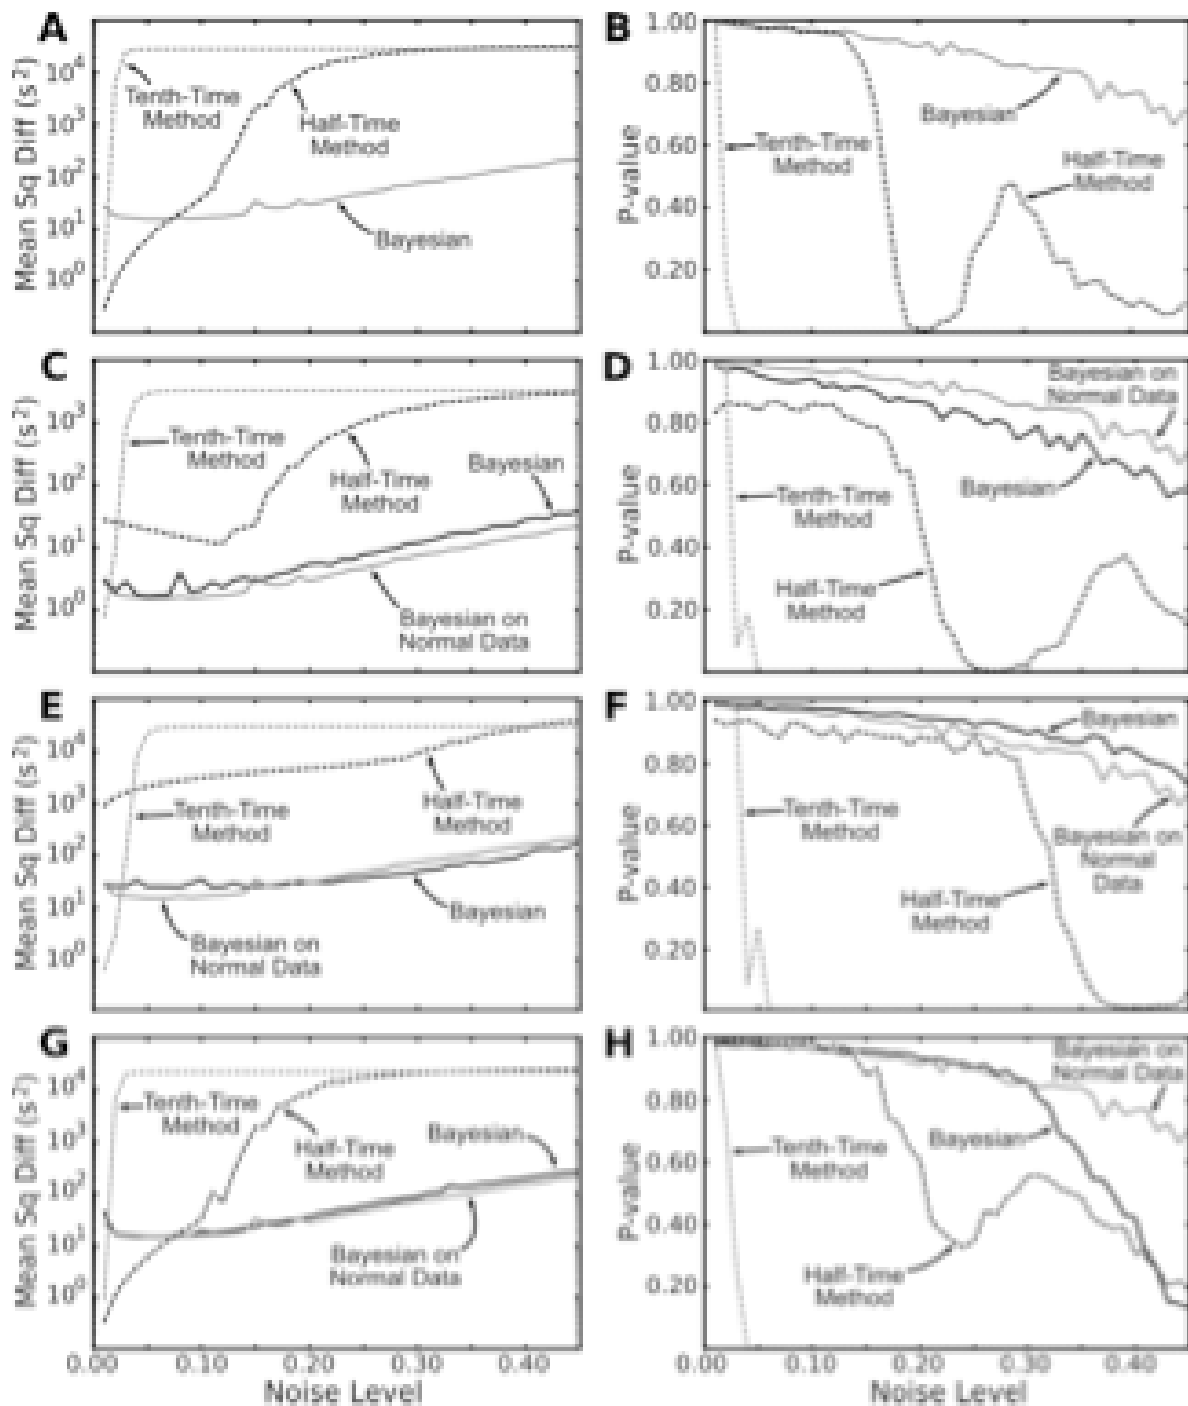 A
Mean Sq Diff (s²)
10⁴
10³
10²
10¹
10⁰
Tenth-Time
Method
Half-Time
Method
Bayesian
B
P-value
1.00
0.80
0.60
0.40
0.20
Bayesian
Tenth-Time
Method
Half-Time
Method
C
Mean Sq Diff (s²)
10³
10²
10¹
10⁰
Tenth-Time
Method
Half-Time
Method
Bayesian
Bayesian on
Normal Data
D
P-value
1.00
0.80
0.60
0.20
Bayesian on
Normal Data
Bayesian
Tenth-Time
Method
Half-Time
Method
E
Mean Sq Diff (s²)
10⁴
10³
10²
10¹
10⁰
Tenth-Time
Method
Half-Time
Method
Bayesian
Bayesian on
Normal Data
F
P-value
1.00
0.80
0.60
0.40
0.20
Bayesian
Tenth-Time
Method
Bayesian on
Normal
Data
Half-Time
Method
G
Mean Sq Diff (s²)
10⁴
10³
10²
10¹
10⁰
Tenth-Time
Method
Half-Time
Method
Bayesian
Bayesian on
Normal Data
0.00 0.10 0.20 0.30 0.40
Noise Level
H
P-value
1.00
0.80
0.60
0.40
0.20
Bayesian on
Normal Data
Bayesian
Tenth-Time
Method
Half-Time
Method
0.00 0.10 0.20 0.30 0.40
Noise Level